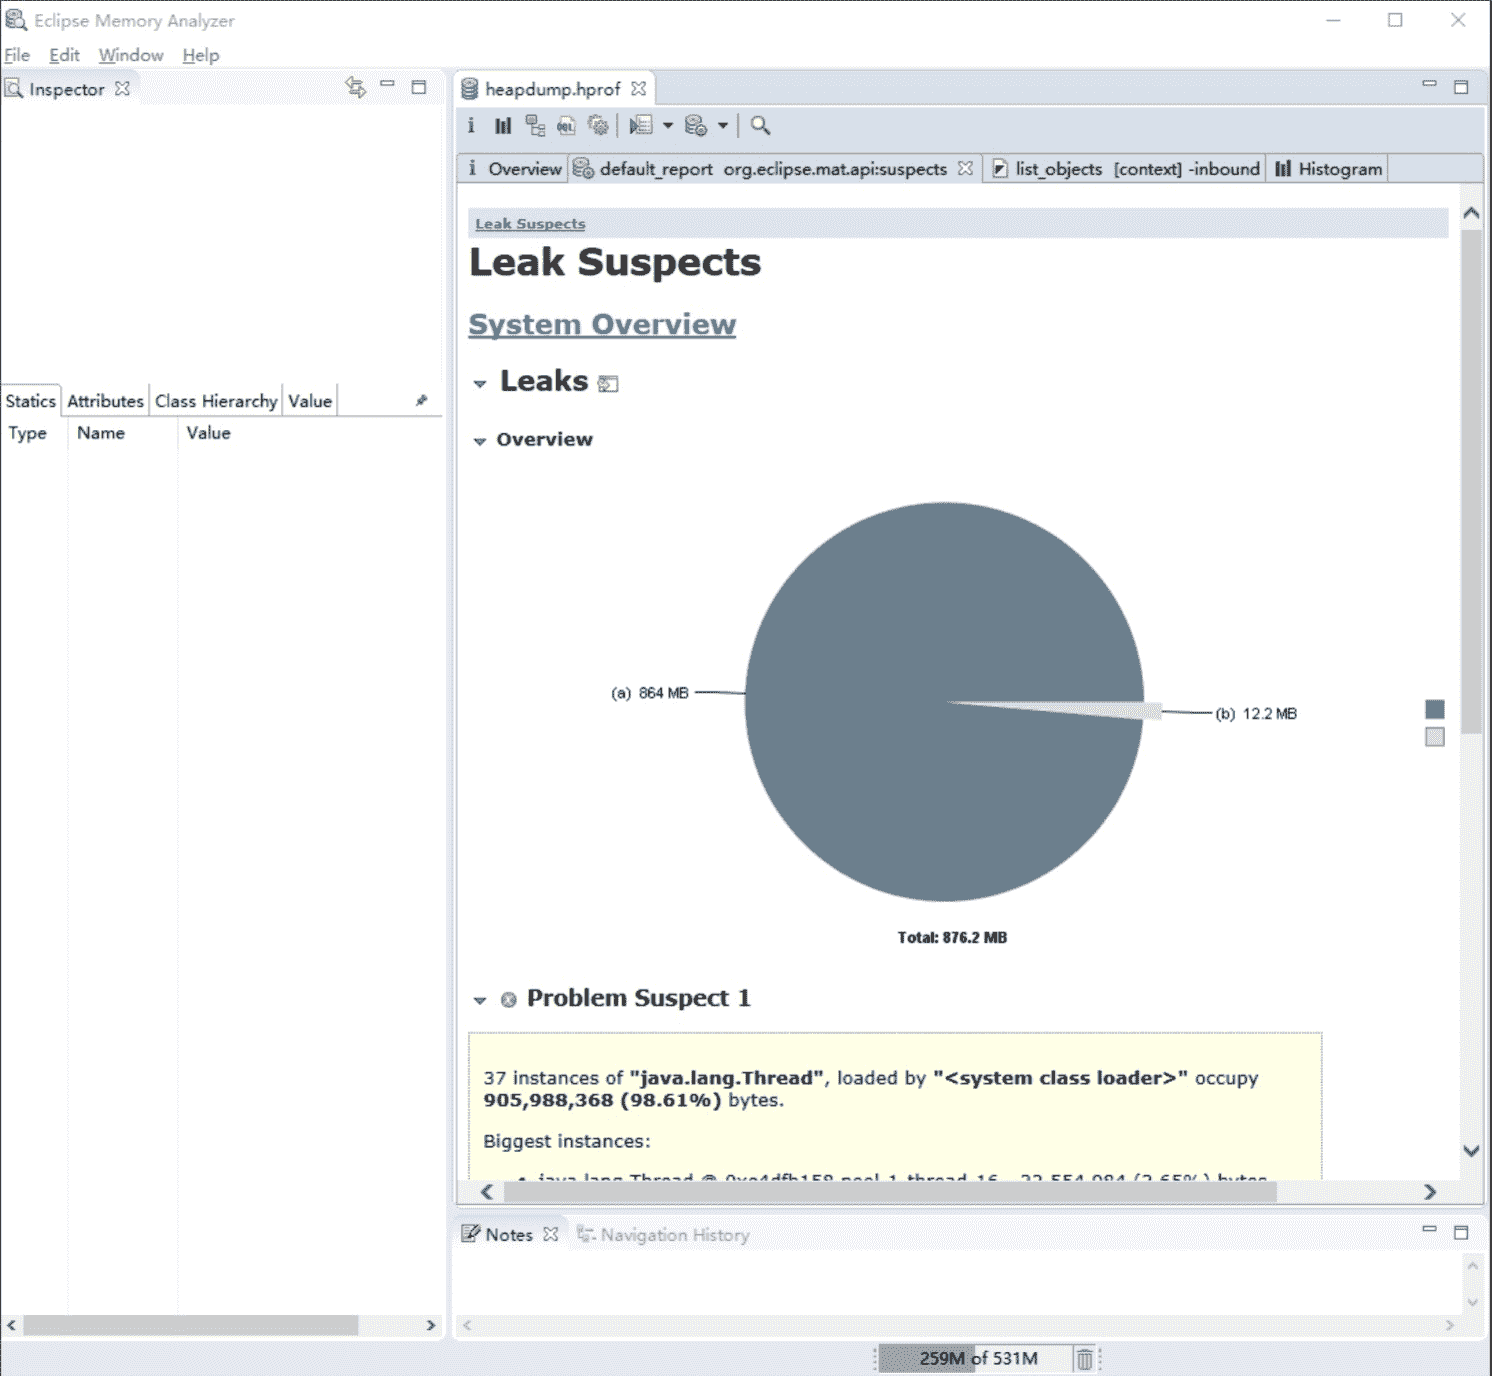 Eclipse Memory Analyzer
File Edit Window Help
Inspector
Statics Attributes Class Hierarchy Value
Type Name Value
heapdump.hprof
i Overview default_report org.eclipse.mat.api:suspects list_objects [context] -inbound Histogram
Leak Suspects
Leak Suspects
System Overview
Leaks
Overview
(a) 864 MB
(b) 12.2 MB
Total: 876.2 MB
Problem Suspect 1
37 instances of "java.lang.Thread", loaded by "<system class loader>" occupy
905,988,368 (98.61%) bytes.
Biggest instances:
Notes Navigation History
259M of 531M